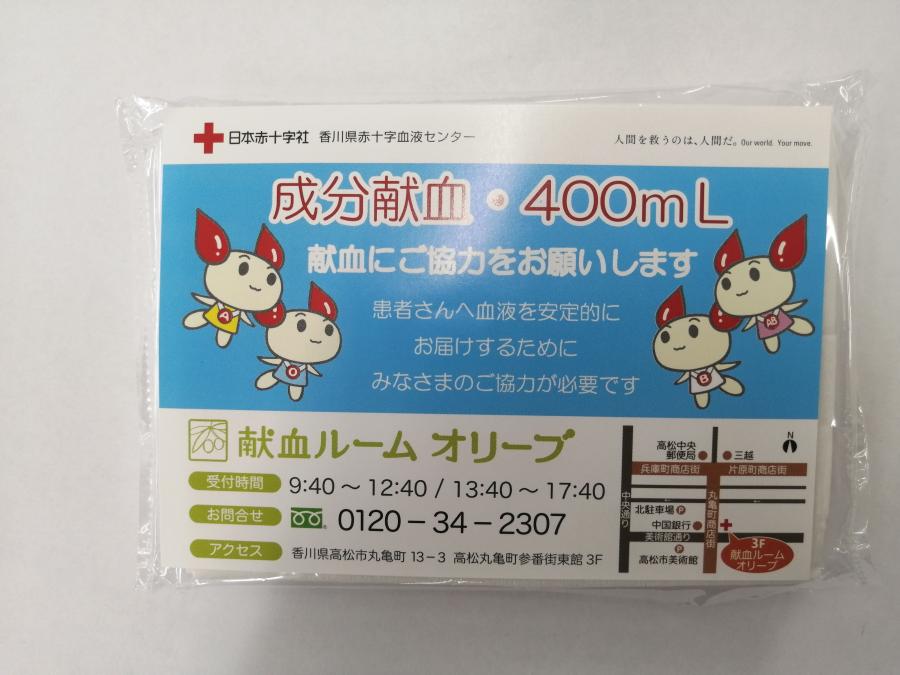 日本赤十字社 香川県赤十字血液センター
人間を救うのは、人間だ。 Our world. Your move.
成分献血・400mL
献血にご協力をお願いします
患者さんへ血液を安定的に
お届けするために
みなさまのご協力が必要です
A
O
B
AB
献血ルーム オリーブ
受付時間 9:40～12:40 / 13:40～17:40
お問合せ 0120-34-2307
アクセス 香川県高松市丸亀町 13-3 高松丸亀町参番街東館 3F
N
高松中央
郵便局
三越
兵庫町商店街
片原町商店街
中央通り
丸亀町商店街
北駐車場 P
中国銀行
美術館通り
P
高松市美術館
3F
献血ルーム
オリーブ